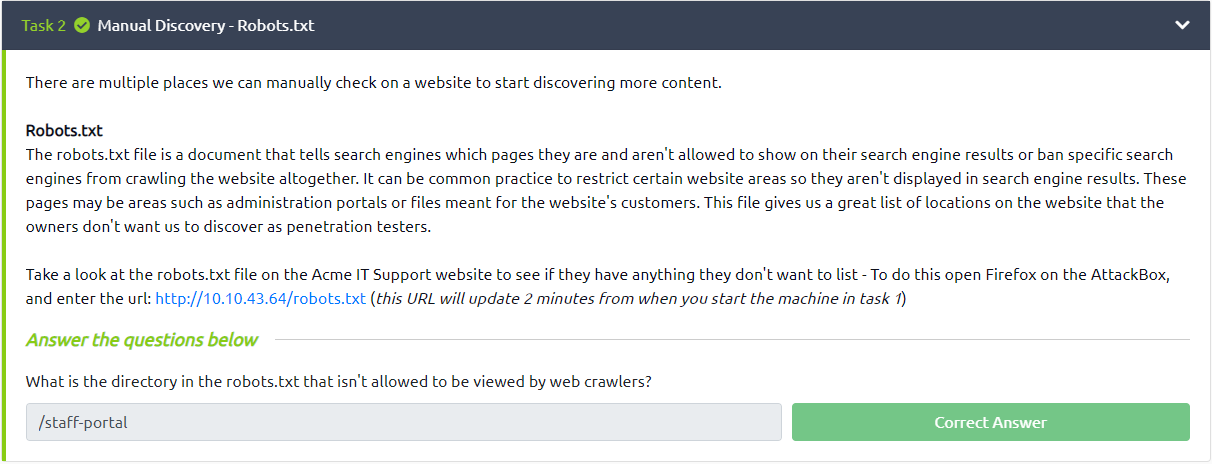 Task 2 Manual Discovery - Robots.txt
There are multiple places we can manually check on a website to start discovering more content.
Robots.txt
The robots.txt file is a document that tells search engines which pages they are and aren't allowed to show on their search engine results or ban specific search
engines from crawling the website altogether. It can be common practice to restrict certain website areas so they aren't displayed in search engine results. These
pages may be areas such as administration portals or files meant for the website's customers. This file gives us a great list of locations on the website that the
owners don't want us to discover as penetration testers.
Take a look at the robots.txt file on the Acme IT Support website to see if they have anything they don't want to list - To do this open Firefox on the AttackBox,
and enter the url: http://10.10.43.64/robots.txt (this URL will update 2 minutes from when you start the machine in task 1)
Answer the questions below
What is the directory in the robots.txt that isn't allowed to be viewed by web crawlers?
/staff-portal
Correct Answer